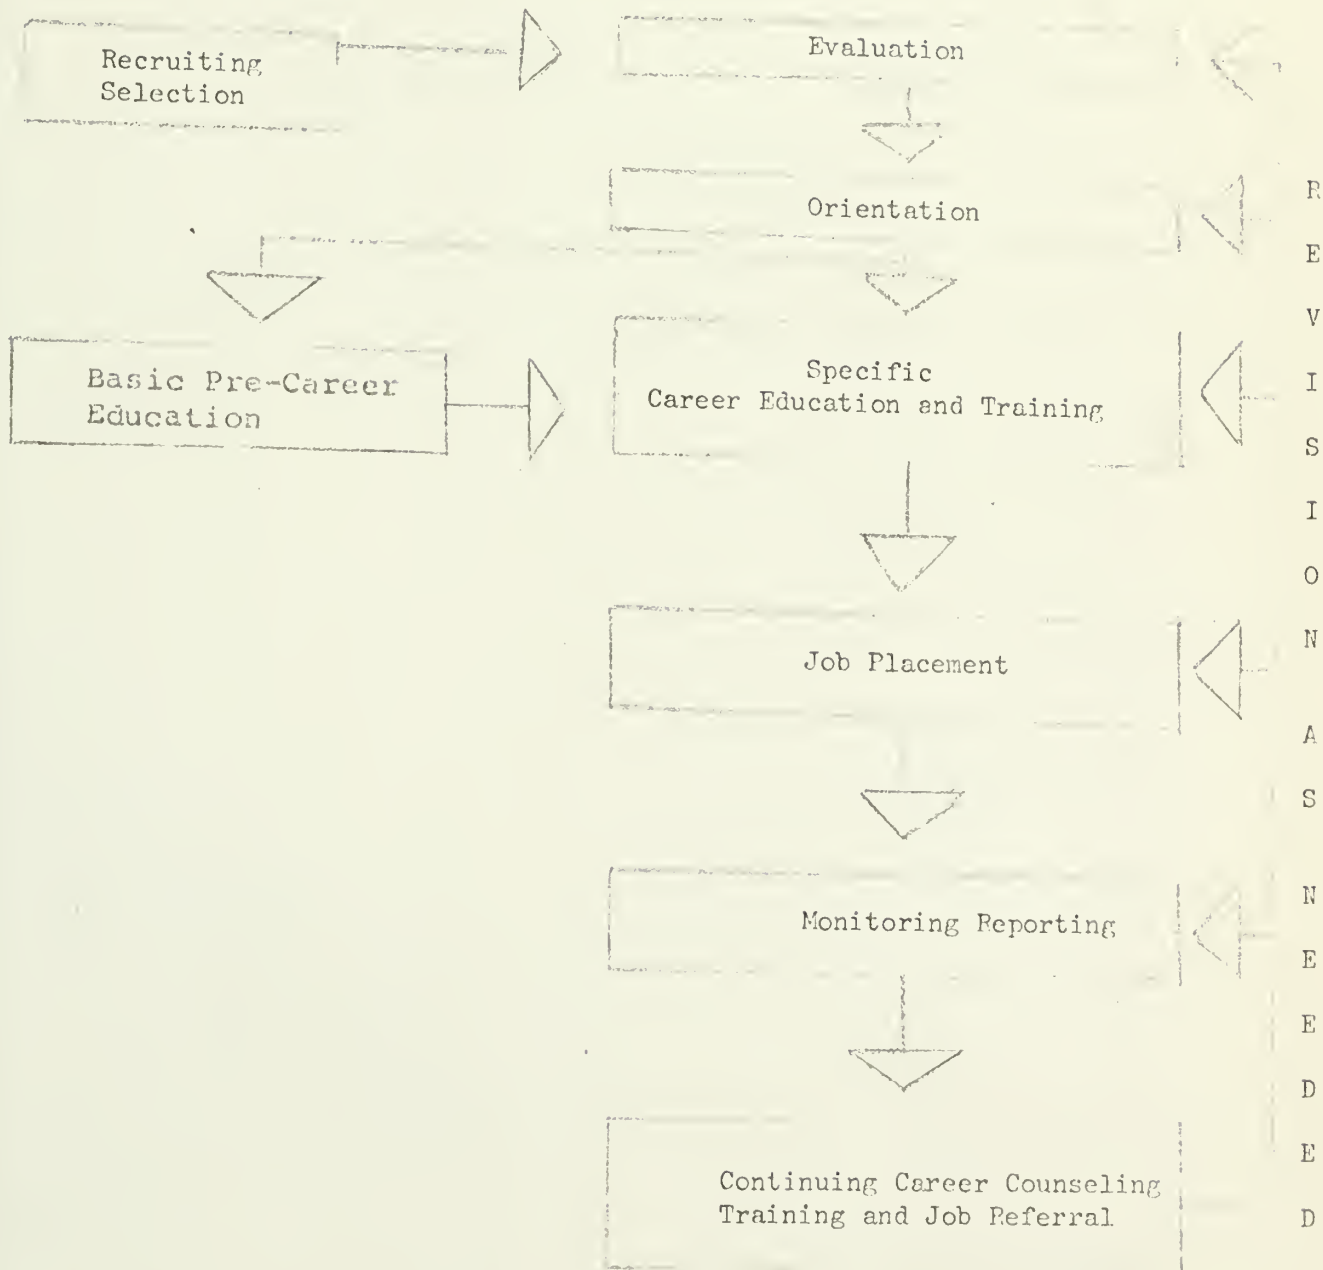 Recruiting
Selection
Evaluation
Orientation
Basic Pre-Career
Education
Specific
Career Education and Training
Job Placement
Monitoring Reporting
Continuing Career Counseling
Training and Job Referral
R
E
V
I
S
I
O
N
A
S
N
E
E
D
E
D